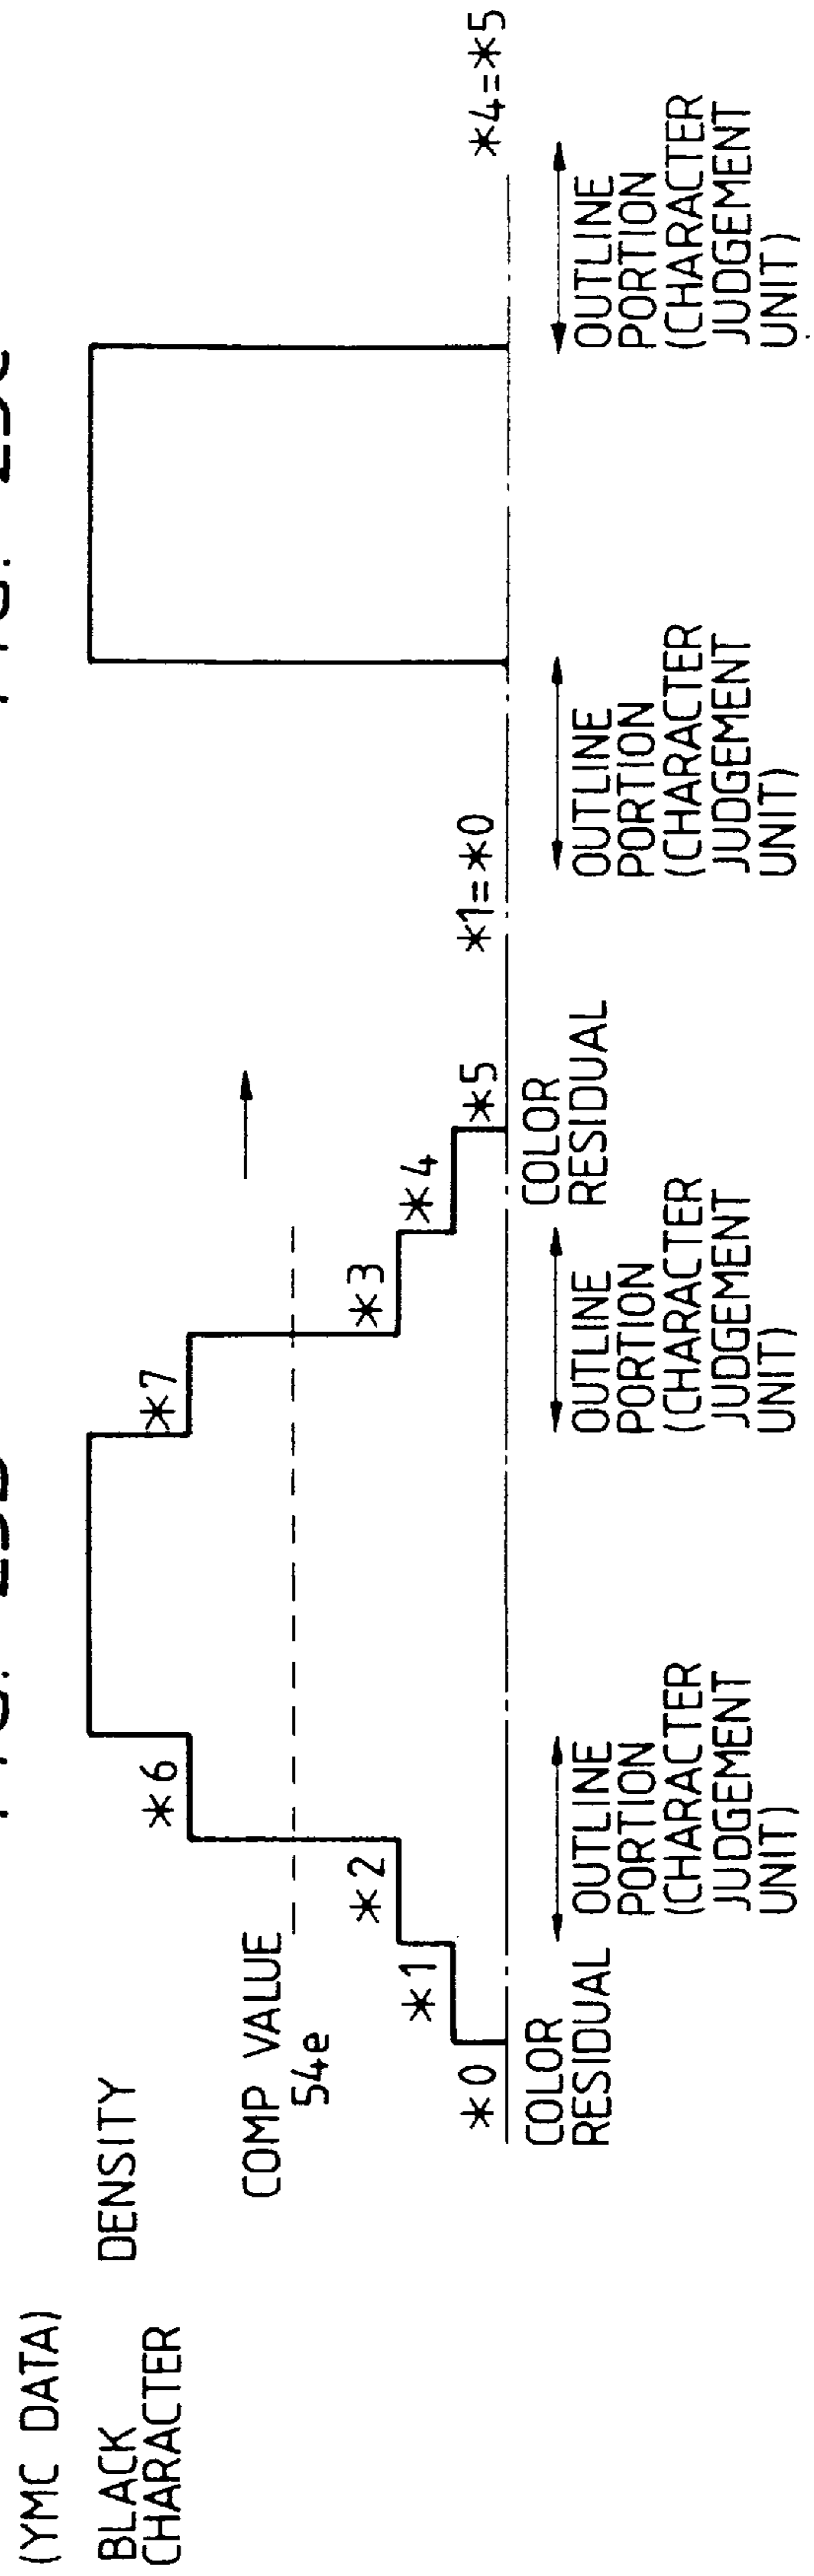 (YMC DATA)
BLACK
CHARACTER
DENSITY
COMP VALUE
54e
*0
*1
*2
*6
*7
*3
*4
*5
COLOR
RESIDUAL
OUTLINE
PORTION
(CHARACTER
JUDGEMENT
UNIT)
OUTLINE
PORTION
(CHARACTER
JUDGEMENT
UNIT)
COLOR
RESIDUAL
*1=*0
OUTLINE
PORTION
(CHARACTER
JUDGEMENT
UNIT)
OUTLINE
PORTION
(CHARACTER
JUDGEMENT
UNIT)
*4=*5